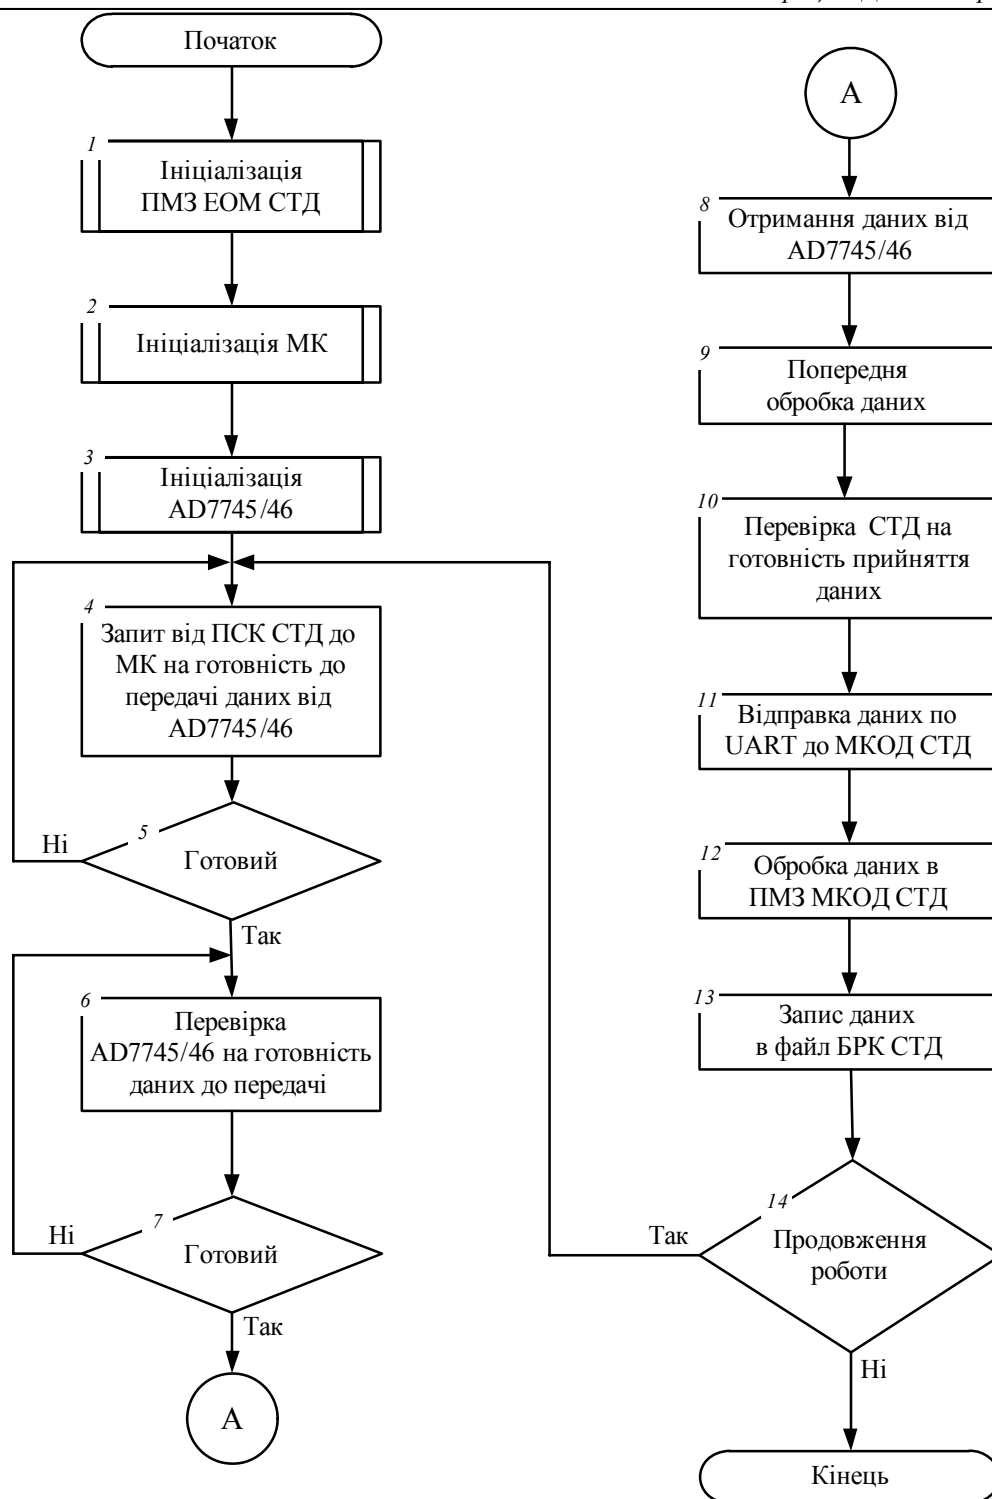 Початок
1
Ініціалізація
ПМЗ ЕОМ СТД
2
Ініціалізація МК
3
Ініціалізація
AD7745/46
4
Запит від ПСК СТД до
МК на готовність до
передачі даних від
AD7745/46
5
Ні
Готовий
Так
6
Перевірка
AD7745/46 на готовність
даних до передачі
7
Ні
Готовий
Так
А
А
8
Отримання даних від
AD7745/46
9
Попередня
обробка даних
10
Перевірка СТД на
готовність прийняття
даних
11
Відправка даних по
UART до МКОД СТД
12
Обробка даних в
ПМЗ МКОД СТД
13
Запис даних
в файл БРК СТД
14
Так
Продовження
роботи
Ні
Кінець